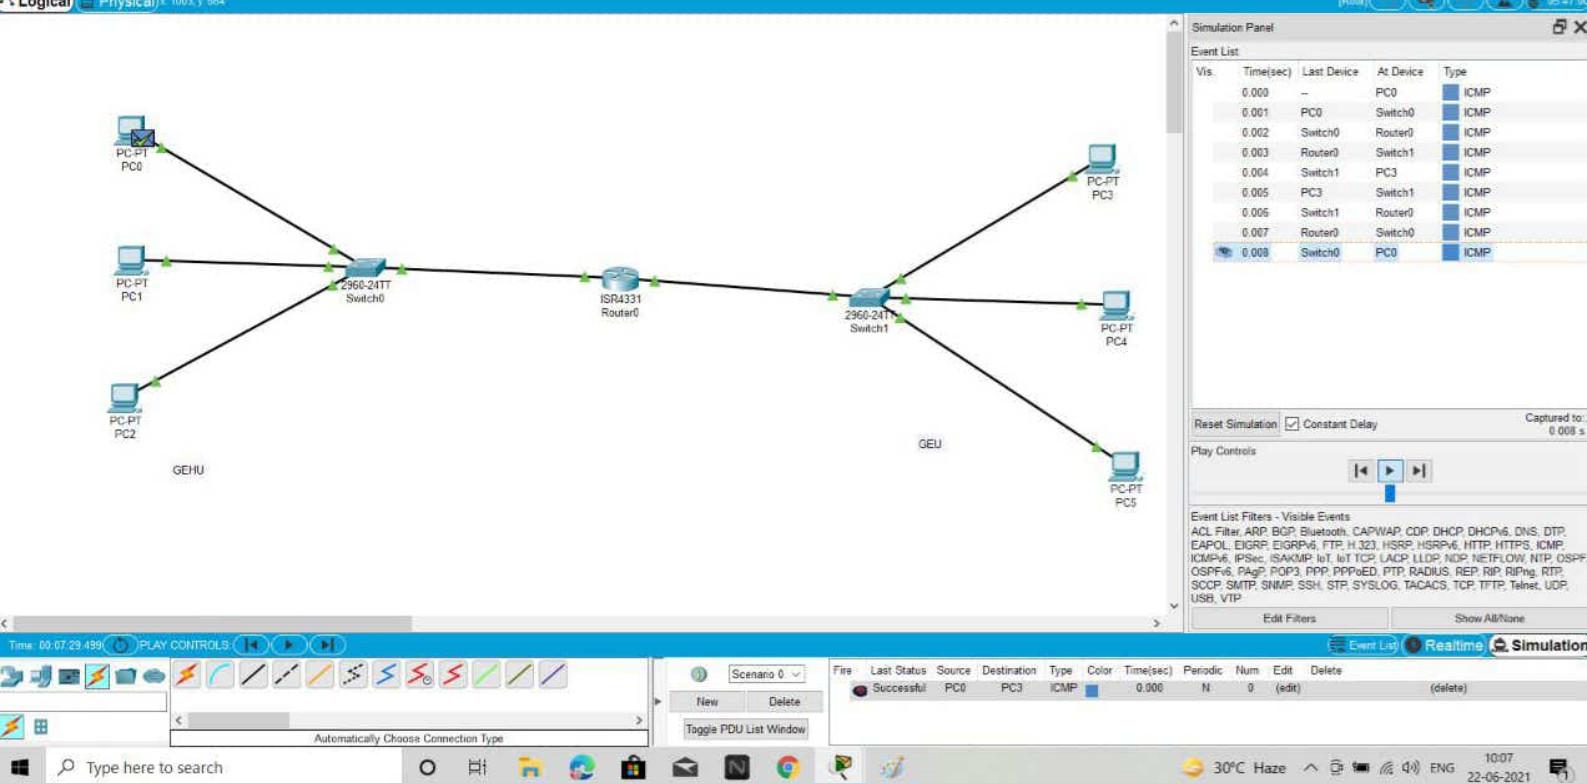 Logical Physical x: 1003, y: 664 [Root] 05:47:00
Simulation Panel
Event List
Vis. Time(sec) Last Device At Device Type
0.000 -- PC0 ICMP
0.001 PC0 Switch0 ICMP
0.002 Switch0 Router0 ICMP
0.003 Router0 Switch1 ICMP
0.004 Switch1 PC3 ICMP
0.005 PC3 Switch1 ICMP
0.006 Switch1 Router0 ICMP
0.007 Router0 Switch0 ICMP
0.008 Switch0 PC0 ICMP
PC-PT
PC0
PC-PT
PC1
PC-PT
PC2
2960-24TT
Switch0
ISR4331
Router0
2960-24TT
Switch1
PC-PT
PC3
PC-PT
PC4
PC-PT
PC5
GEHU
GEU
Reset Simulation Constant Delay Captured to:
0.008 s
Play Controls
Event List Filters - Visible Events
ACL Filter, ARP, BGP, Bluetooth, CAPWAP, CDP, DHCP, DHCPv6, DNS, DTP,
EAPOL, EIGRP, EIGRPv6, FTP, H.323, HSRP, HSRPv6, HTTP, HTTPS, ICMP,
ICMPv6, IPSec, ISAKMP, IoT, IoT TCP, LACP, LLDP, NDP, NETFLOW, NTP, OSPF,
OSPFv6, PAgP, POP3, PPP, PPPoED, PTP, RADIUS, REP, RIP, RIPng, RTP,
SCCP, SMTP, SNMP, SSH, STP, SYSLOG, TACACS, TCP, TFTP, Telnet, UDP,
USB, VTP
Edit Filters Show All/None
Time: 00:07:29.499 PLAY CONTROLS: Event List Realtime Simulation
Scenario 0
New Delete
Toggle PDU List Window
Fire Last Status Source Destination Type Color Time(sec) Periodic Num Edit Delete
Successful PC0 PC3 ICMP 0.000 N 0 (edit) (delete)
Automatically Choose Connection Type
Type here to search
30°C Haze ENG 10:07
22-06-2021